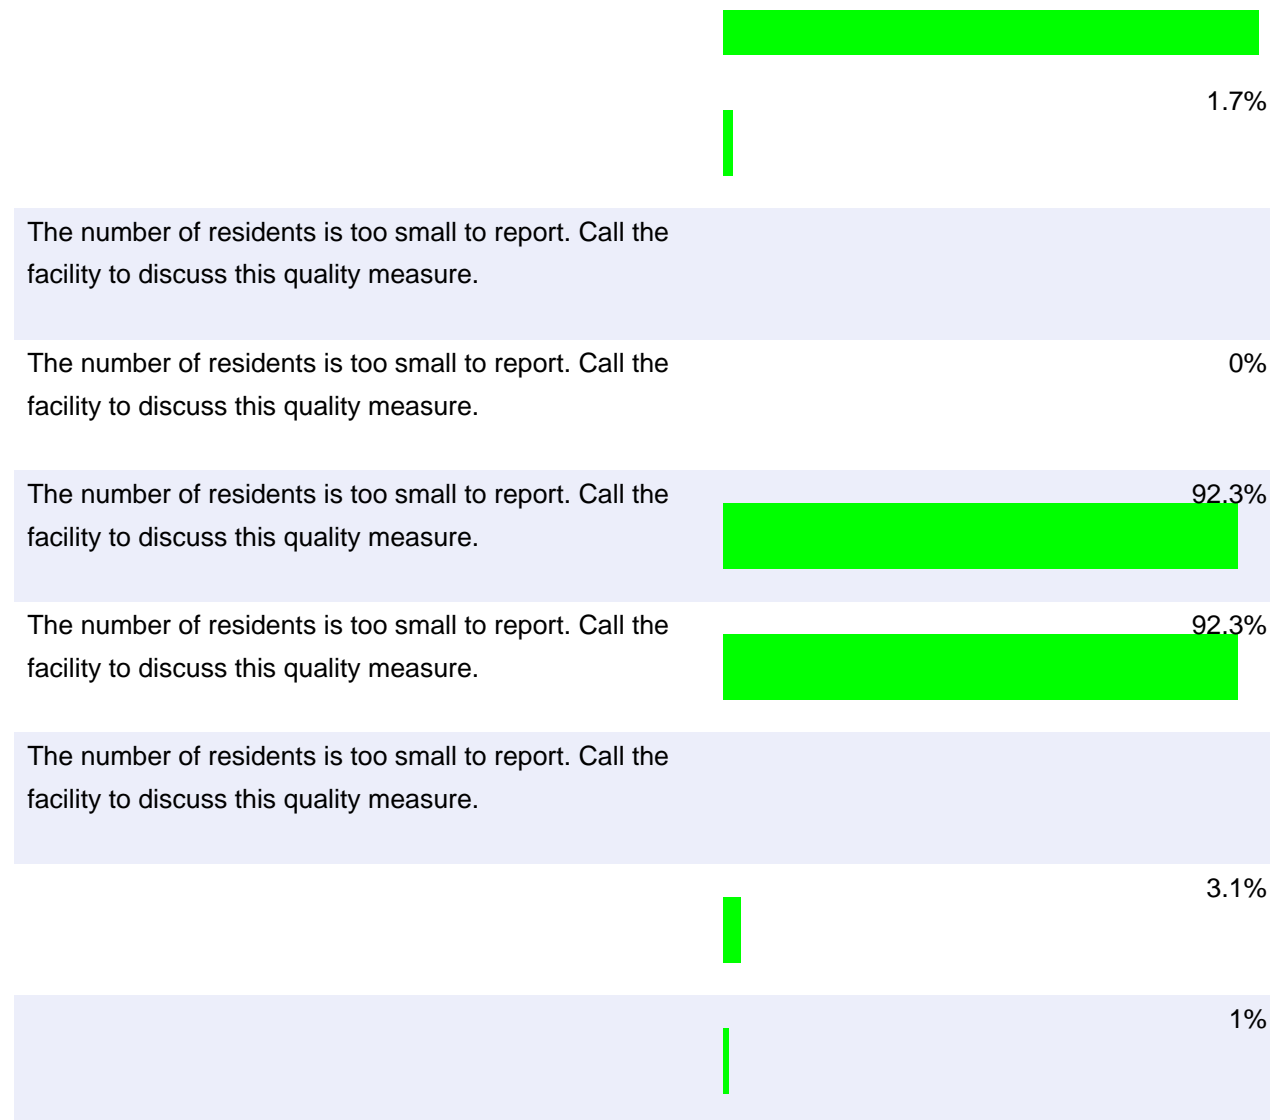 1.7%
The number of residents is too small to report. Call the
facility to discuss this quality measure.
The number of residents is too small to report. Call the
facility to discuss this quality measure.
0%
The number of residents is too small to report. Call the
facility to discuss this quality measure.
92.3%
The number of residents is too small to report. Call the
facility to discuss this quality measure.
92.3%
The number of residents is too small to report. Call the
facility to discuss this quality measure.
3.1%
1%